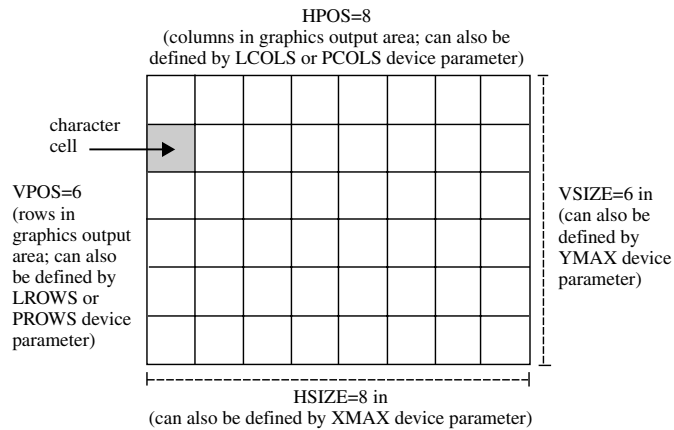 HPOS=8
(columns in graphics output area; can also be
defined by LCOLS or PCOLS device parameter)
character
cell
VPOS=6
(rows in
graphics output
area; can also
be defined by
LROWS or
PROWS device
parameter)
VSIZE=6 in
(can also be
defined by
YMAX device
parameter)
HSIZE=8 in
(can also be defined by XMAX device parameter)